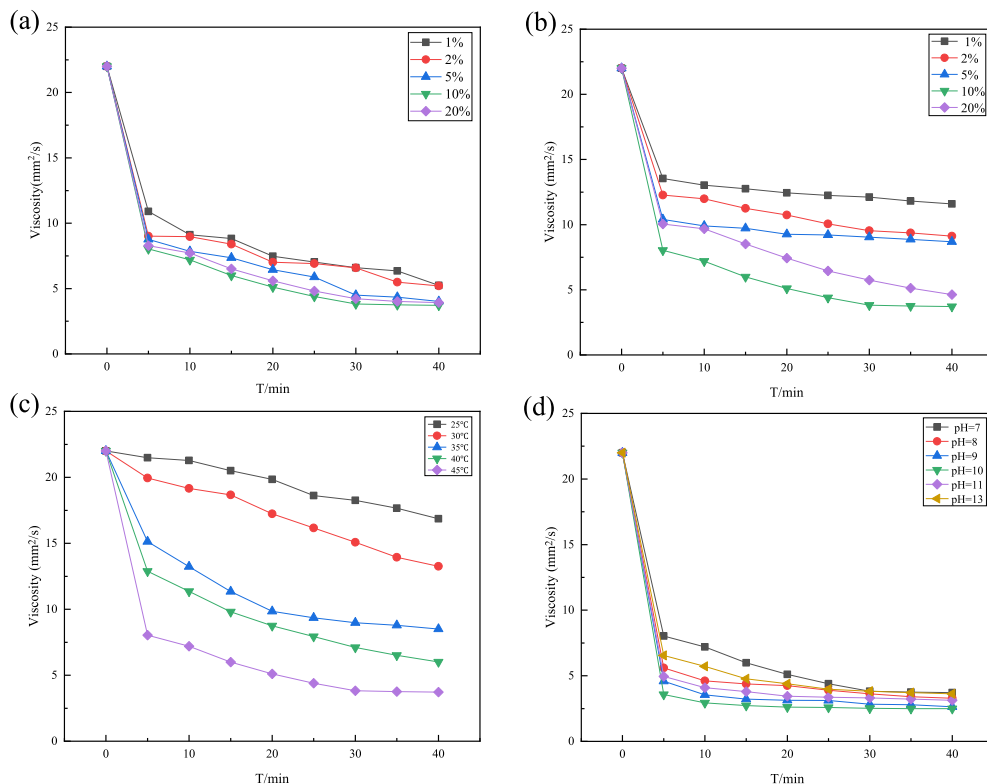 (a)
25
20
15
10
5
0
Viscosity(mm²/s)
0 10 20 30 40
T/min
1%
2%
5%
10%
20%
(b)
25
20
15
10
5
0
Viscosity (mm²/s)
0 10 20 30 40
T/min
1%
2%
5%
10%
20%
(c)
25
20
15
10
5
0
Viscosity (mm²/s)
0 10 20 30 40
T/min
25℃
30℃
35℃
40℃
45℃
(d)
25
20
15
10
5
0
Viscosity (mm²/s)
0 10 20 30 40
T/min
pH=7
pH=8
pH=9
pH=10
pH=11
pH=13